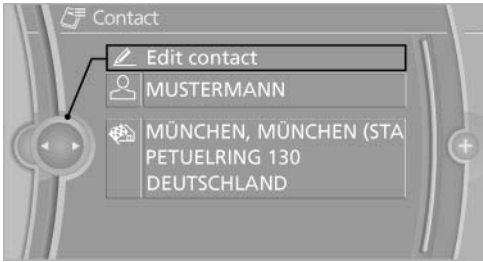 Contact
Edit contact
MUSTERMANN
MÜNCHEN, MÜNCHEN (STA
PETUELRING 130
DEUTSCHLAND